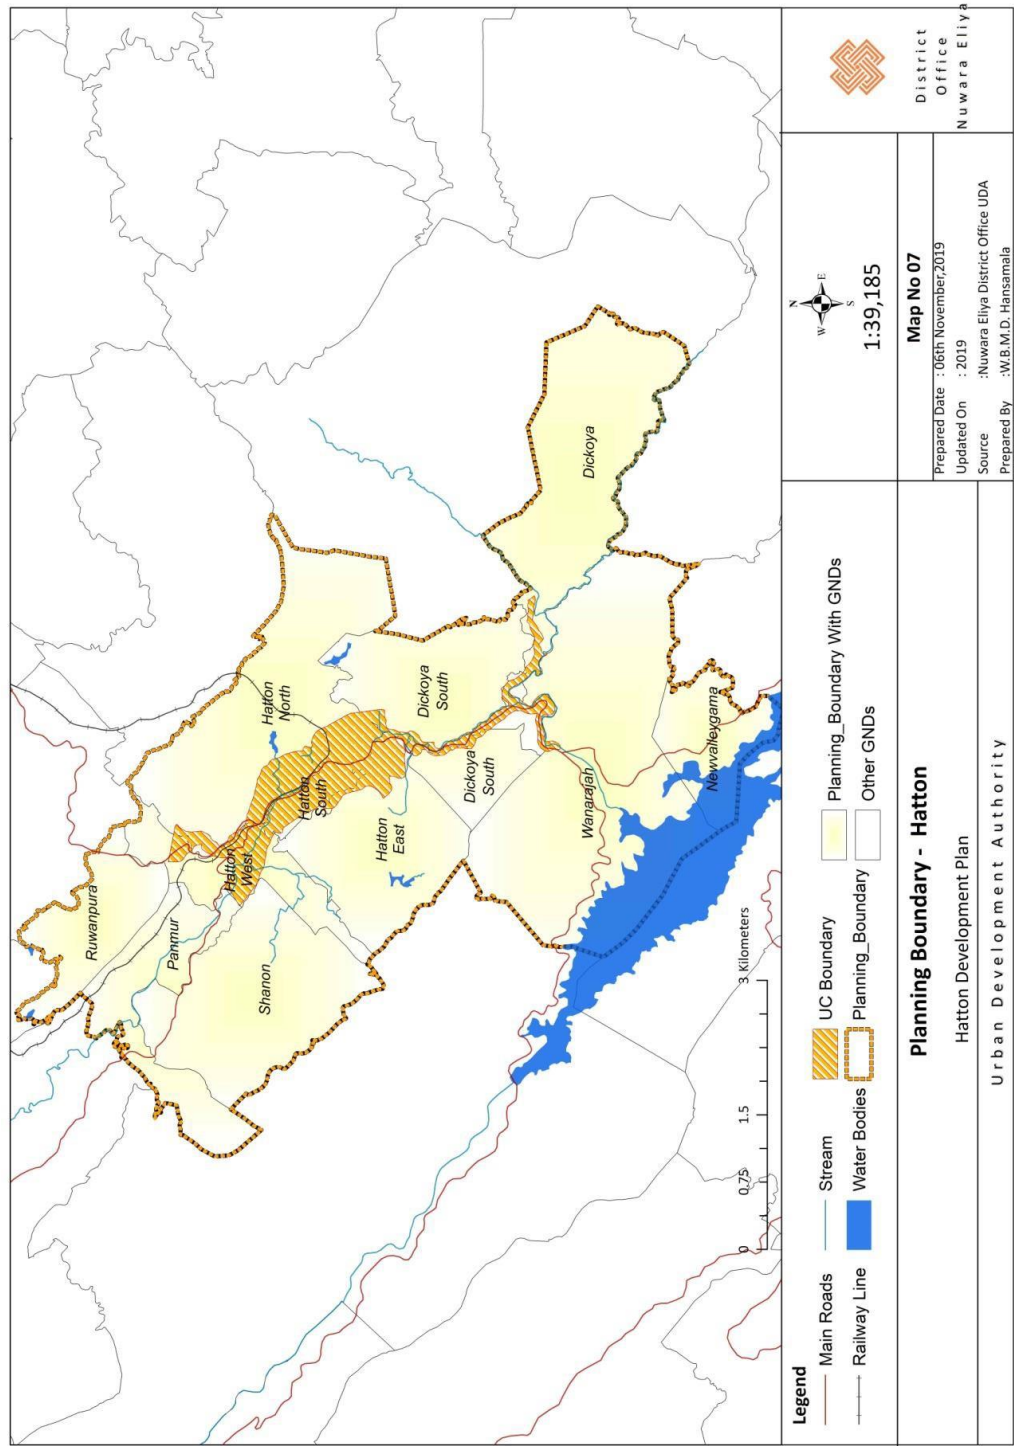 Ruwanpura
Panmur
Shanon
Hatton
West
Hatton
North
Hatton
South
Hatton
East
Dickoya
South
Dickoya
South
Dickoya
Wanarajah
Newvalleygama
0 0.75 1.5 3 Kilometers
Legend
Main Roads
Railway Line
Stream
Water Bodies
UC Boundary
Planning_Boundary
Planning_Boundary With GNDs
Other GNDs
Planning Boundary - Hatton
Hatton Development Plan
Urban Development Authority
N
W E
S
1:39,185
Map No 07
Prepared Date : 06th November,2019
Updated On : 2019
Source :Nuwara Eliya District Office UDA
Prepared By :W.B.M.D. Hansamala
District
Office
Nuwara Eliya